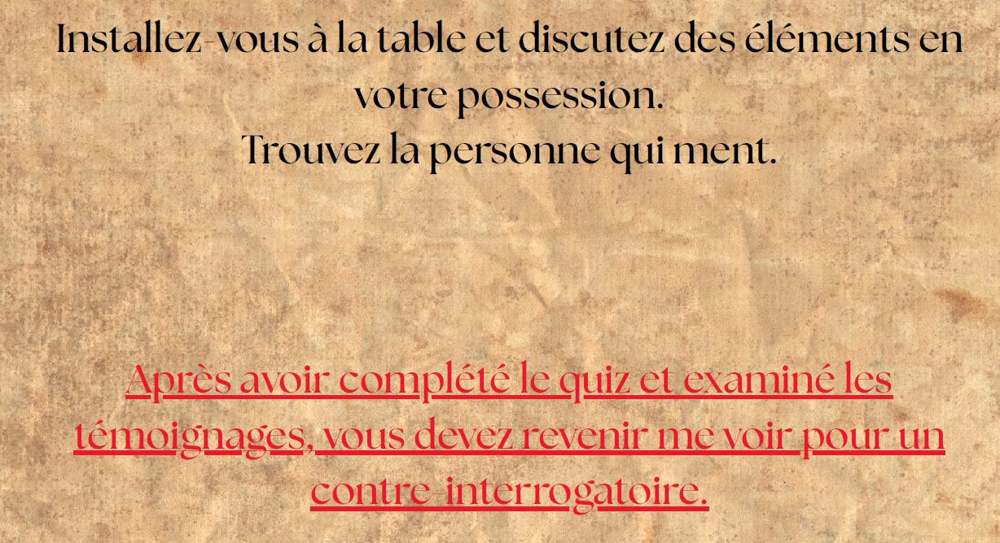 Installez-vous à la table et discutez des éléments en
votre possession.
Trouvez la personne qui ment.
Après avoir complété le quiz et examiné les
témoignages, vous devez revenir me voir pour un
contre-interrogatoire.